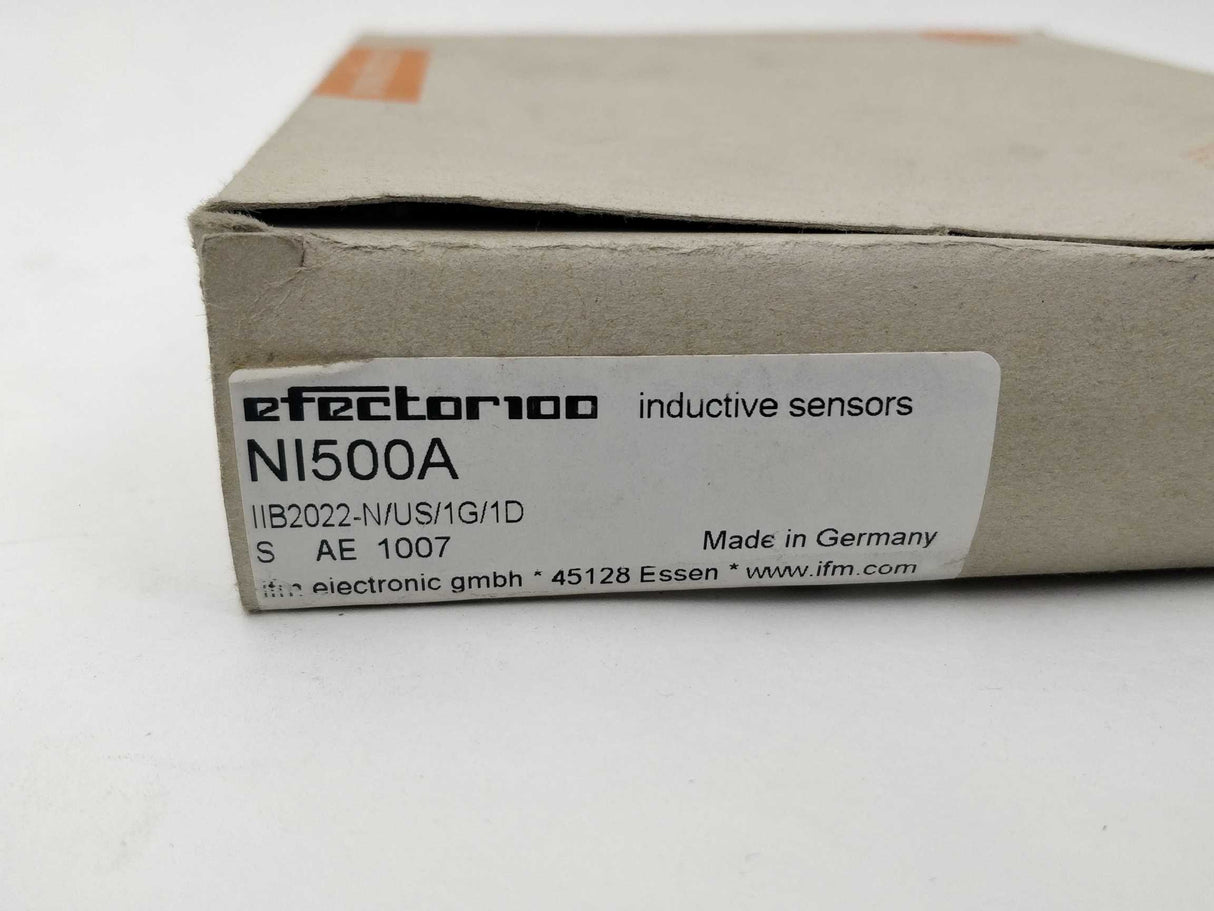 efector100 inductive sensors
NI500A
IIB2022-N/US/1G/1D
S AE 1007 Made in Germany
ifm electronic gmbh * 45128 Essen * www.ifm.com